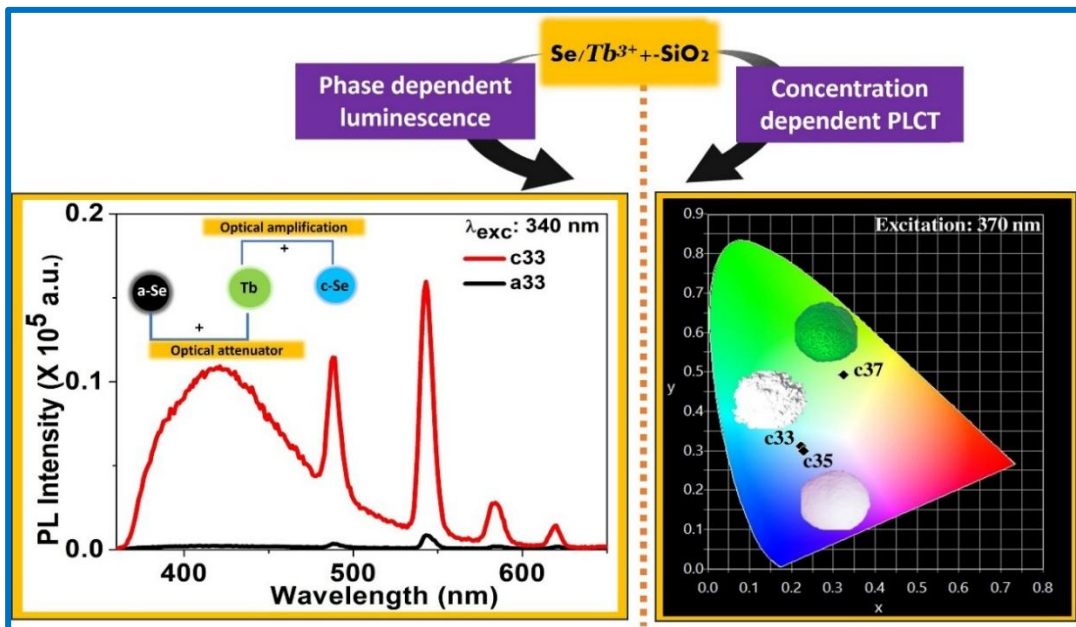 Se/Tb³⁺+-SiO₂
Phase dependent
luminescence
Concentration
dependent PLCT
0.2
0.1
0.0
PL Intensity (X 10⁵ a.u.)
Optical amplification
+
a-Se
Tb
c-Se
+
Optical attenuator
λexc: 340 nm
c33
a33
400
500
600
Wavelength (nm)
Excitation: 370 nm
0.9
0.8
0.7
0.6
0.5
0.4
0.3
0.2
0.1
0.0
y
c37
c33
c35
0.0 0.1 0.2 0.3 0.4 0.5 0.6 0.7 0.8
x